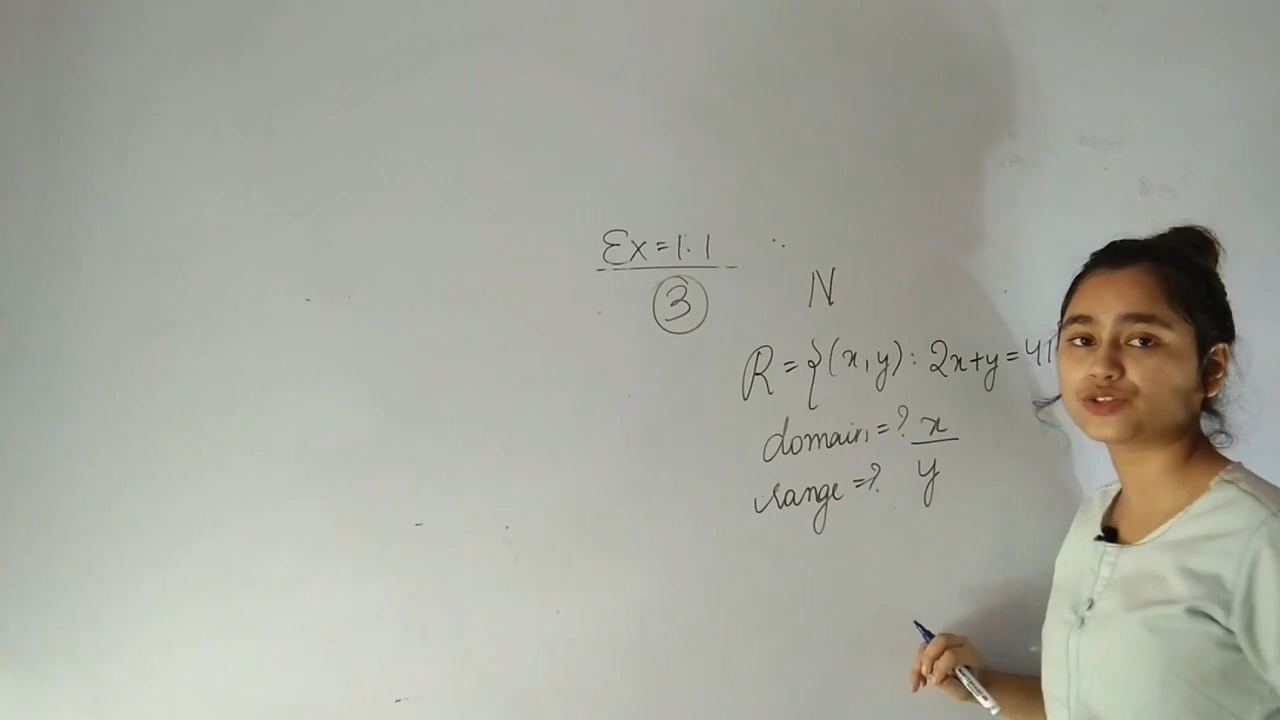 Ex = 1.1
3
N
R = {(x, y) : 2x+y = 41
domain = ? x
range = ? y